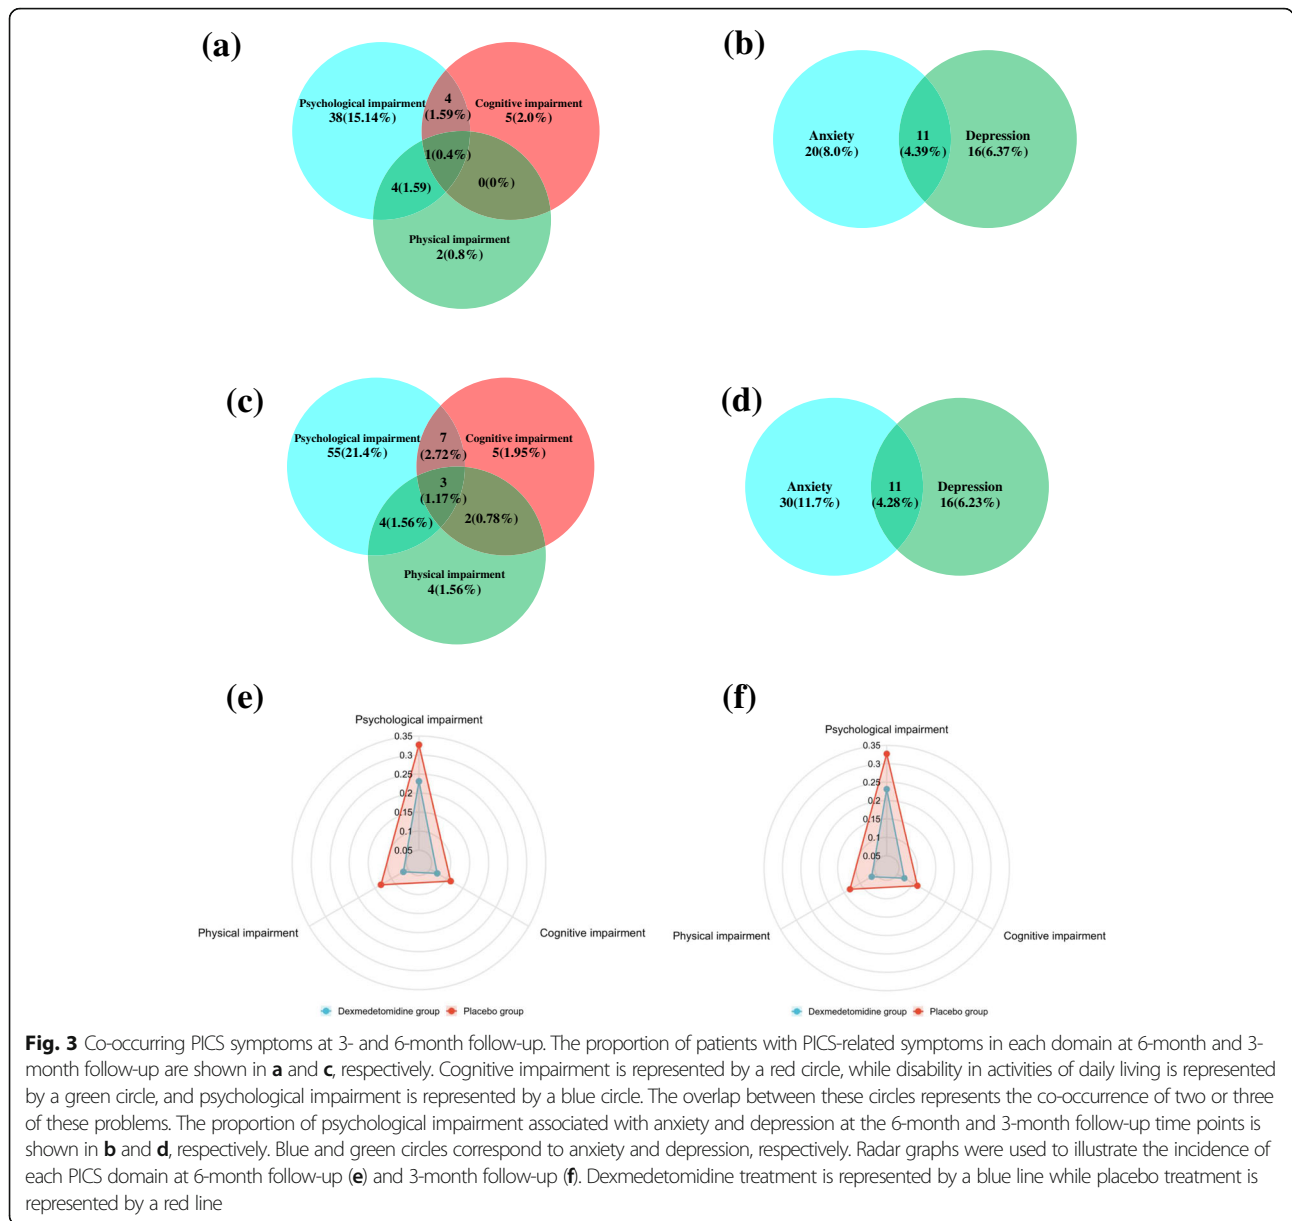 (a)
Psychological impairment
38(15.14%)
4
(1.59%)
Cognitive impairment
5(2.0%)
1(0.4%)
4(1.59)
0(0%)
Physical impairment
2(0.8%)
(b)
Anxiety
20(8.0%)
11
(4.39%)
Depression
16(6.37%)
(c)
Psychological impairment
55(21.4%)
7
(2.72%)
Cognitive impairment
5(1.95%)
3
(1.17%)
4(1.56%)
2(0.78%)
Physical impairment
4(1.56%)
(d)
Anxiety
30(11.7%)
11
(4.28%)
Depression
16(6.23%)
(e)
Psychological impairment
0.35
0.3
0.25
0.2
0.15
0.1
0.05
Physical impairment
Cognitive impairment
Dexmedetomidine group
Placebo group
(f)
Psychological impairment
0.35
0.3
0.25
0.2
0.15
0.1
0.05
Physical impairment
Cognitive impairment
Dexmedetomidine group
Placebo group
Fig. 3 Co-occurring PICS symptoms at 3- and 6-month follow-up. The proportion of patients with PICS-related symptoms in each domain at 6-month and 3-
month follow-up are shown in a and c, respectively. Cognitive impairment is represented by a red circle, while disability in activities of daily living is represented
by a green circle, and psychological impairment is represented by a blue circle. The overlap between these circles represents the co-occurrence of two or three
of these problems. The proportion of psychological impairment associated with anxiety and depression at the 6-month and 3-month follow-up time points is
shown in b and d, respectively. Blue and green circles correspond to anxiety and depression, respectively. Radar graphs were used to illustrate the incidence of
each PICS domain at 6-month follow-up (e) and 3-month follow-up (f). Dexmedetomidine treatment is represented by a blue line while placebo treatment is
represented by a red line